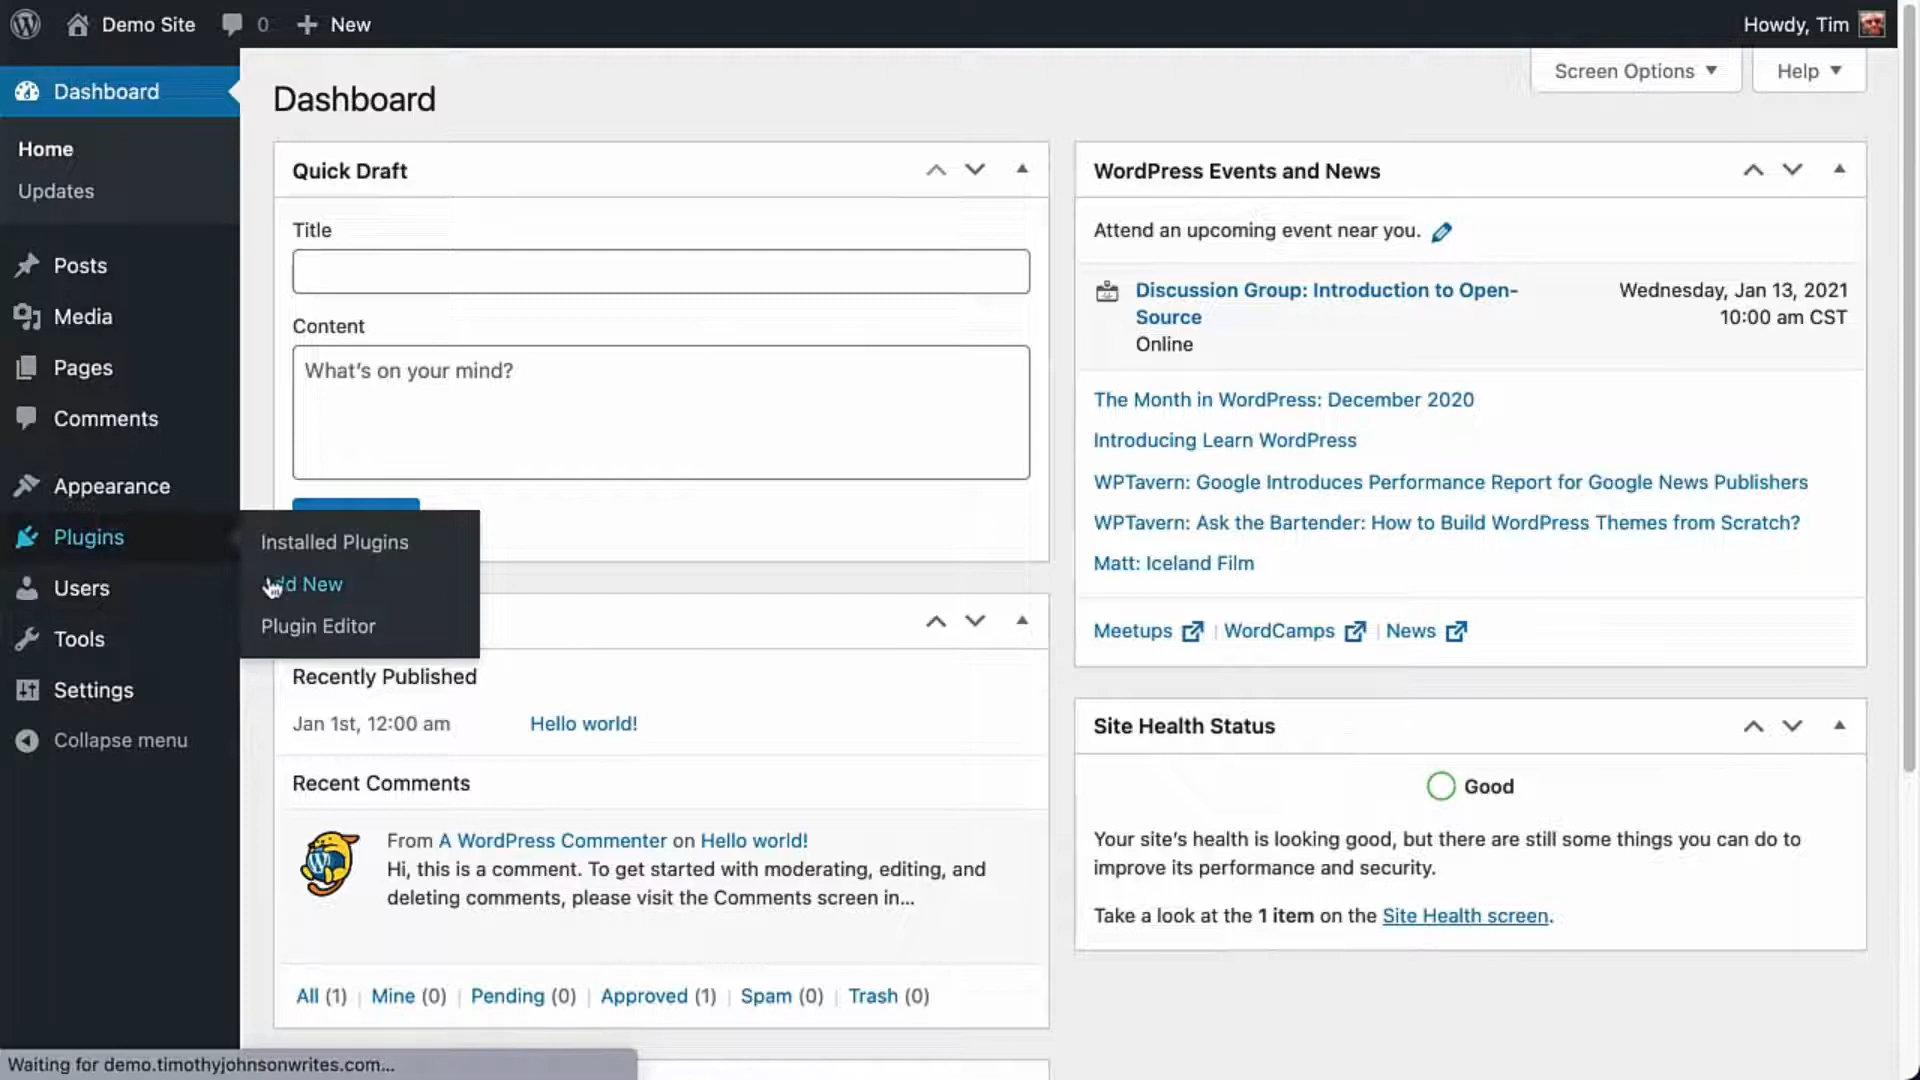 Demo Site
0
New
Howdy, Tim
Dashboard
Home
Updates
Posts
Media
Pages
Comments
Appearance
Plugins
Users
Tools
Settings
Collapse menu
Installed Plugins
New
Plugin Editor
Screen Options
Help
Dashboard
Quick Draft
Title
Content
What's on your mind?
Recently Published
Jan 1st, 12:00 am
Hello world!
Recent Comments
From A WordPress Commenter on Hello world!
Hi, this is a comment. To get started with moderating, editing, and
deleting comments, please visit the Comments screen in...
All (1) | Mine (0) | Pending (0) | Approved (1) | Spam (0) | Trash (0)
WordPress Events and News
Attend an upcoming event near you.
Discussion Group: Introduction to Open-
Source
Online
Wednesday, Jan 13, 2021
10:00 am CST
The Month in WordPress: December 2020
Introducing Learn WordPress
WPTavern: Google Introduces Performance Report for Google News Publishers
WPTavern: Ask the Bartender: How to Build WordPress Themes from Scratch?
Matt: Iceland Film
Meetups | WordCamps | News
Site Health Status
Good
Your site's health is looking good, but there are still some things you can do to
improve its performance and security.
Take a look at the 1 item on the Site Health screen.
Waiting for demo.timothyjohnsonwrites.com...